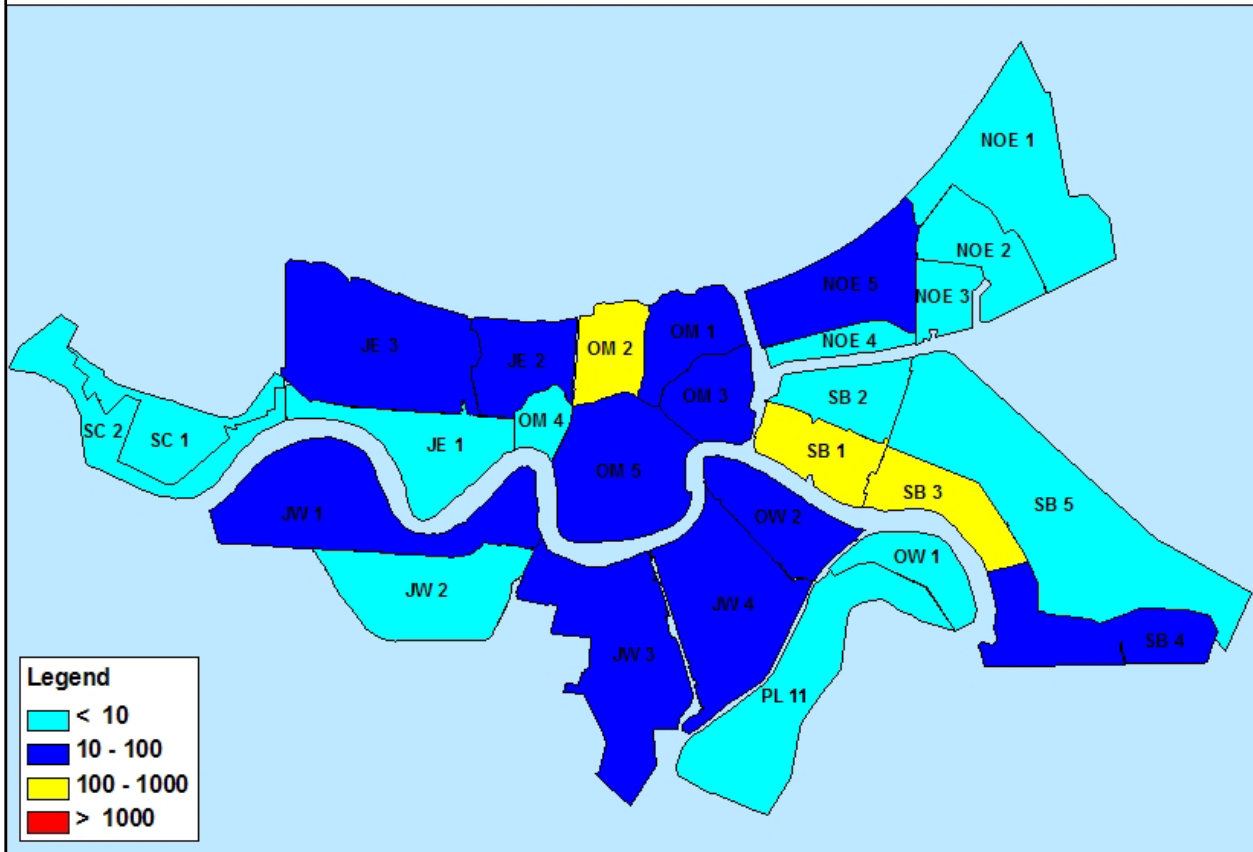 NOE 1
NOE 2
NOE 5
NOE 3
OM 1
NOE 4
JE 3
JE 2
OM 2
OM 3
SB 2
OM 4
SC 2
SC 1
JE 1
SB 1
OM 5
SB 3
SB 5
JW 1
OW 2
OW 1
JW 2
JW 4
SB 4
JW 3
PL 11
Legend
< 10
10 - 100
100 - 1000
> 1000